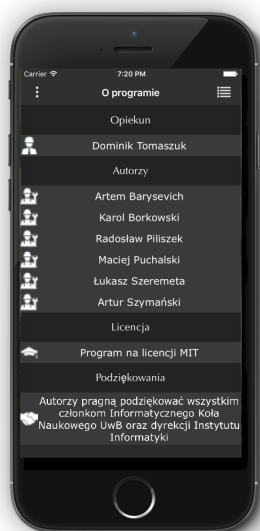 Carrier 7:20 PM
O programie
Opiekun
Dominik Tomaszuk
Autorzy
Artem Barysevich
Karol Borkowski
Radosław Piliszek
Maciej Puchalski
Łukasz Szeremeta
Artur Szymański
Licencja
Program na licencji MIT
Podziękowania
Autorzy pragną podziękować wszystkim
członkom Informatycznego Koła
Naukowego UwB oraz dyrekcji Instytutu
Informatyki